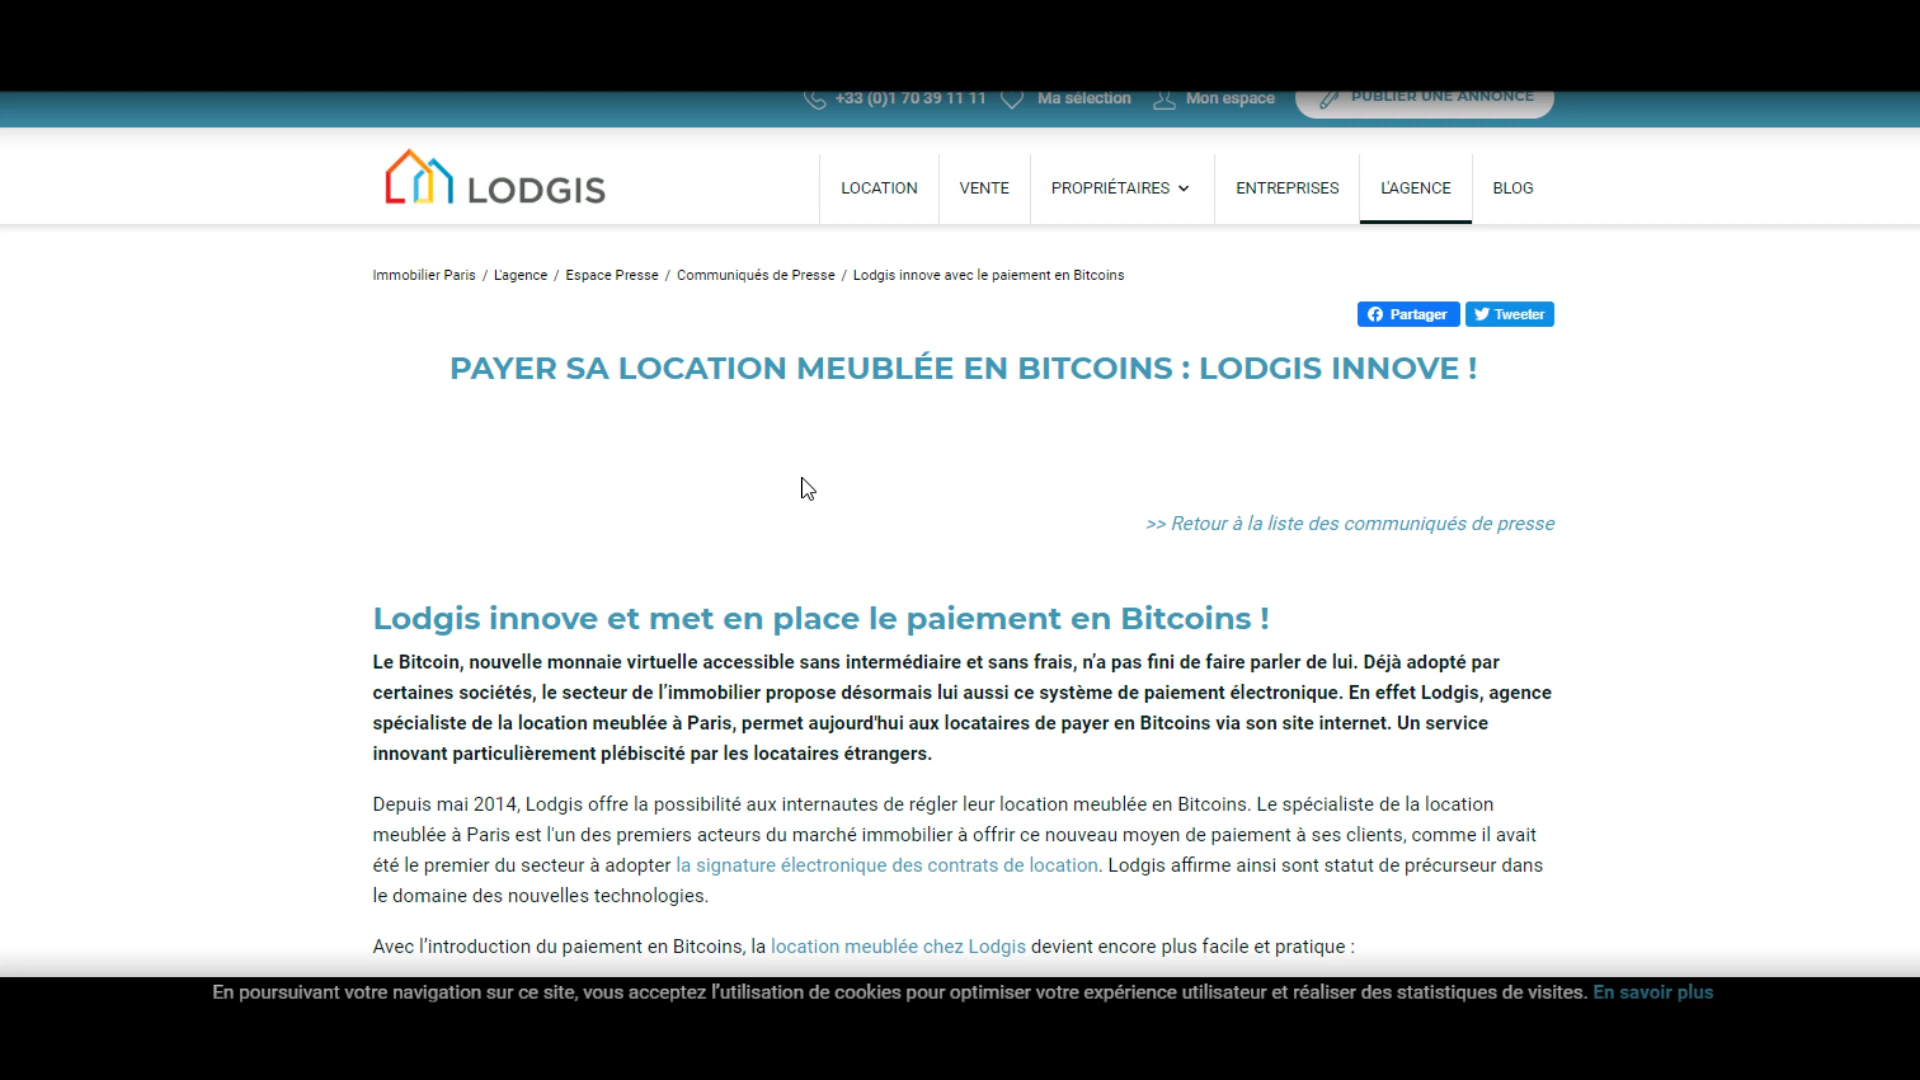 +33 (0)1 70 39 11 11 Ma sélection Mon espace PUBLIER UNE ANNONCE
LODGIS LOCATION VENTE PROPRIÉTAIRES ENTREPRISES L'AGENCE BLOG
Immobilier Paris / L'agence / Espace Presse / Communiqués de Presse / Lodgis innove avec le paiement en Bitcoins
Partager Tweeter
PAYER SA LOCATION MEUBLÉE EN BITCOINS : LODGIS INNOVE !
>> Retour à la liste des communiqués de presse
Lodgis innove et met en place le paiement en Bitcoins !
Le Bitcoin, nouvelle monnaie virtuelle accessible sans intermédiaire et sans frais, n’a pas fini de faire parler de lui. Déjà adopté par
certaines sociétés, le secteur de l’immobilier propose désormais lui aussi ce système de paiement électronique. En effet Lodgis, agence
spécialiste de la location meublée à Paris, permet aujourd'hui aux locataires de payer en Bitcoins via son site internet. Un service
innovant particulièrement plébiscité par les locataires étrangers.
Depuis mai 2014, Lodgis offre la possibilité aux internautes de régler leur location meublée en Bitcoins. Le spécialiste de la location
meublée à Paris est l'un des premiers acteurs du marché immobilier à offrir ce nouveau moyen de paiement à ses clients, comme il avait
été le premier du secteur à adopter la signature électronique des contrats de location. Lodgis affirme ainsi sont statut de précurseur dans
le domaine des nouvelles technologies.
Avec l’introduction du paiement en Bitcoins, la location meublée chez Lodgis devient encore plus facile et pratique :
En poursuivant votre navigation sur ce site, vous acceptez l’utilisation de cookies pour optimiser votre expérience utilisateur et réaliser des statistiques de visites. En savoir plus